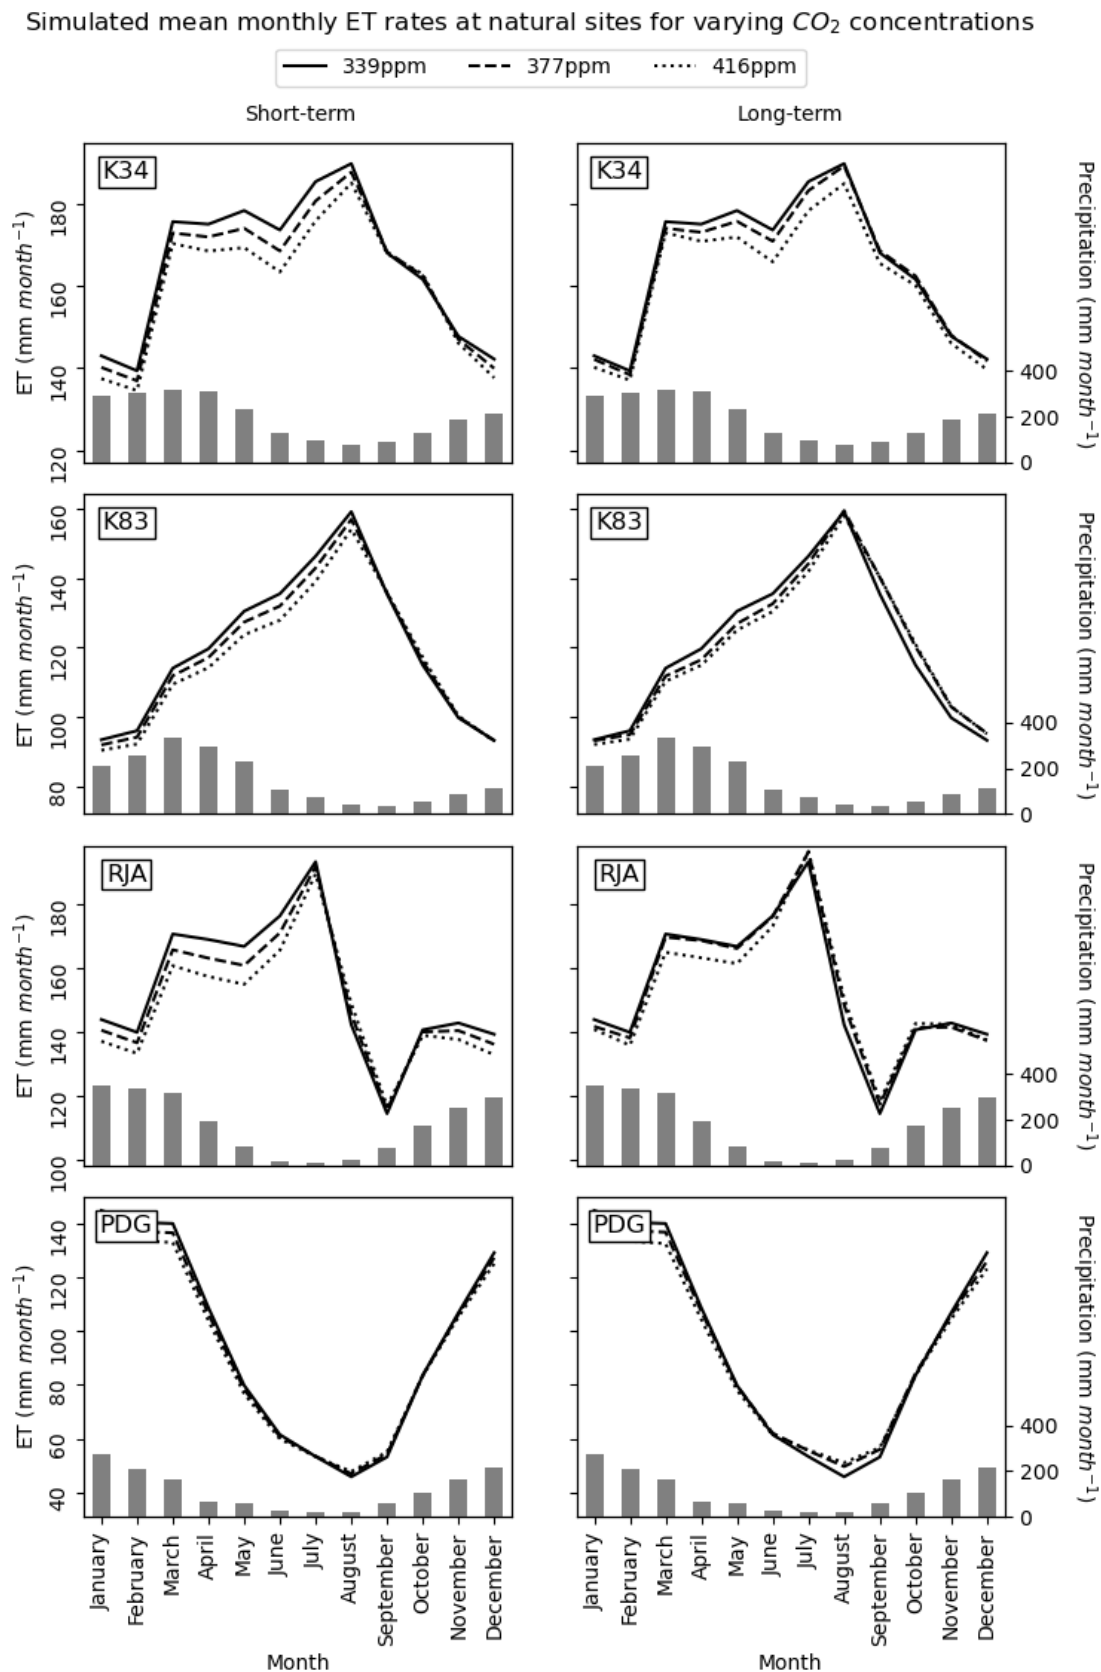 Simulated mean monthly ET rates at natural sites for varying CO₂ concentrations
339ppm 377ppm 416ppm
Short-term Long-term
K34 K34
ET (mm month⁻¹)
180
160
140
120
Precipitation (mm month⁻¹)
400
200
0
K83 K83
ET (mm month⁻¹)
160
140
120
100
80
Precipitation (mm month⁻¹)
400
200
0
RJA RJA
ET (mm month⁻¹)
180
160
140
120
100
Precipitation (mm month⁻¹)
400
200
0
PDG PDG
ET (mm month⁻¹)
140
120
100
80
60
40
Precipitation (mm month⁻¹)
400
200
0
January February March April May June July August September October November December
January February March April May June July August September October November December
Month Month